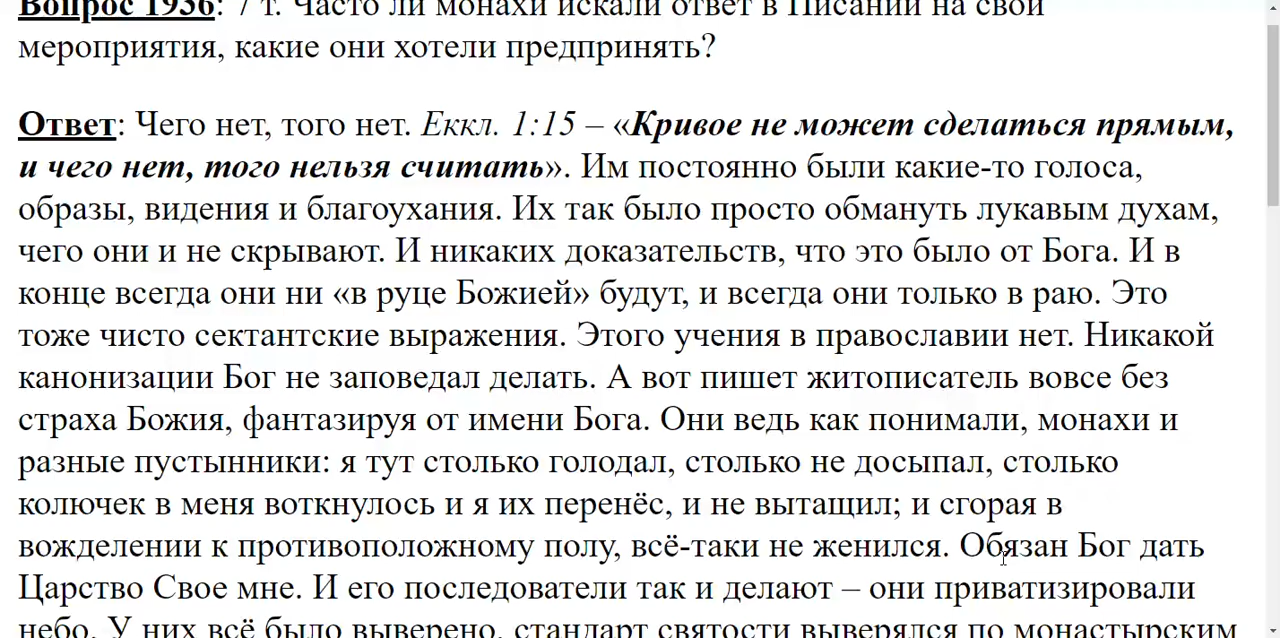 Вопрос 1936: 7 т. Часто ли монахи искали ответ в Писании на свои
мероприятия, какие они хотели предпринять?
Ответ: Чего нет, того нет. Еккл. 1:15 – «Кривое не может сделаться прямым,
и чего нет, того нельзя считать». Им постоянно были какие-то голоса,
образы, видения и благоухания. Их так было просто обмануть лукавым духам,
чего они и не скрывают. И никаких доказательств, что это было от Бога. И в
конце всегда они ни «в руце Божией» будут, и всегда они только в раю. Это
тоже чисто сектантские выражения. Этого учения в православии нет. Никакой
канонизации Бог не заповедал делать. А вот пишет житописатель вовсе без
страха Божия, фантазируя от имени Бога. Они ведь как понимали, монахи и
разные пустынники: я тут столько голодал, столько не досыпал, столько
колючек в меня воткнулось и я их перенёс, и не вытащил; и сгорая в
вожделении к противоположному полу, всё-таки не женился. Обязан Бог дать
Царство Свое мне. И его последователи так и делают – они приватизировали
небо. У них всё было выверено, стандарт святости выверялся по монастырским